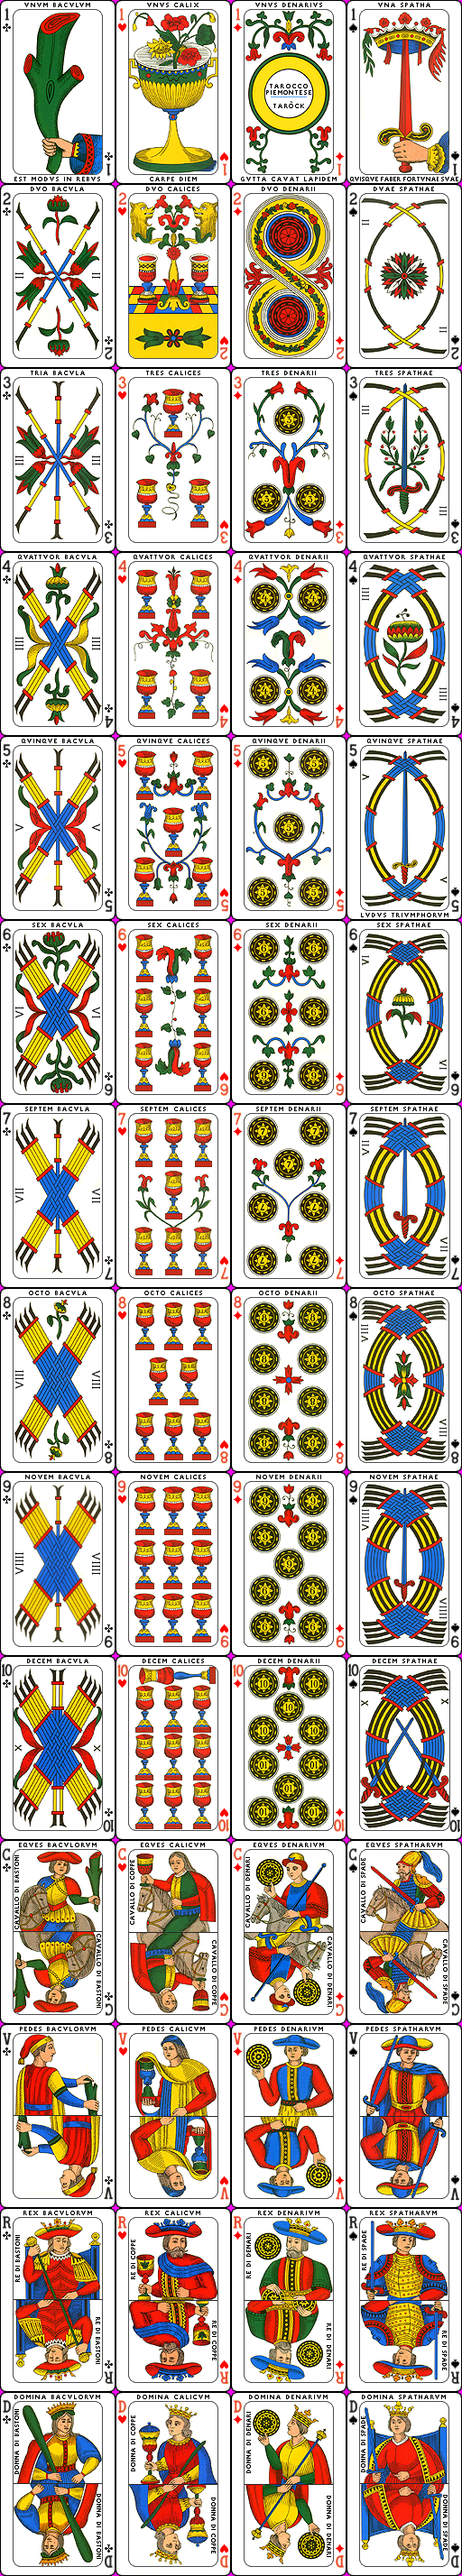 VNVM BACVLVM
VNVS CALIX
VNVS DENARIVS
VNA SPATHA
1
1
1
1
TAROCCO
PIEMONTESE
TARÖCK
1
1
1
1
EST MODVS IN REBVS
CARPE DIEM
GVTTA CAVAT LAPIDEM
QVISQVE FABER FORTVNAE SVAE
DVO BACVLA
DVO CALICES
DVO DENARII
DVAE SPATHAE
2
2
2
2
II
II
II
II
2
2
2
2
TRIA BACVLA
TRES CALICES
TRES DENARII
TRES SPATHAE
3
3
3
3
III
III
III
III
3
3
3
3
3
3
3
QVATTVOR BACVLA
QVATTVOR CALICES
QVATTVOR DENARII
QVATTVOR SPATHAE
4
4
4
4
IIII
IIII
IIII
IIII
4
4
4
4
4
4
4
4
QVINQVE BACVLA
QVINQVE CALICES
QVINQVE DENARII
QVINQVE SPATHAE
5
5
5
5
V
V
V
V
5
5
5
5
5
5
5
5
5
LVDVS TRIVMPHORVM
SEX BACVLA
SEX CALICES
SEX DENARII
SEX SPATHAE
6
6
6
6
VI
VI
VI
VI
6
6
6
6
SEPTEM BACVLA
SEPTEM CALICES
SEPTEM DENARII
SEPTEM SPATHAE
7
7
7
7
VII
VII
VII
VII
7
7
7
7
OCTO BACVLA
OCTO CALICES
OCTO DENARII
OCTO SPATHAE
8
8
8
8
VIII
VIII
VIII
VIII
8
8
8
8
NOVEM BACVLA
NOVEM CALICES
NOVEM DENARII
NOVEM SPATHAE
9
9
9
9
VIIII
VIIII
VIIII
VIIII
9
9
9
9
DECEM BACVLA
DECEM CALICES
DECEM DENARII
DECEM SPATHAE
10
10
10
10
X
X
X
X
10
10
10
10
EQVES BACVLORVM
EQVES CALICVM
EQVES DENARIVM
EQVES SPATHARVM
C
C
C
C
CAVALLO DI BASTONI
CAVALLO DI COPPE
CAVALLO DI DENARI
CAVALLO DI SPADE
CAVALLO DI BASTONI
CAVALLO DI COPPE
CAVALLO DI DENARI
CAVALLO DI SPADE
C
C
C
C
PEDES BACVLORVM
PEDES CALICVM
PEDES DENARIVM
PEDES SPATHARVM
V
V
V
V
V
V
V
V
REX BACVLORVM
REX CALICVM
REX DENARIVM
REX SPATHARVM
R
R
R
R
RE DI BASTONI
RE DI COPPE
RE DI DENARI
RE DI SPADE
RE DI BASTONI
RE DI COPPE
RE DI DENARI
RE DI SPADE
R
R
R
R
DOMINA BACVLORVM
DOMINA CALICVM
DOMINA DENARIVM
DOMINA SPATHARVM
D
D
D
D
DONNA DI BASTONI
DONNA DI COPPE
DONNA DI DENARI
DONNA DI SPADE
DONNA DI BASTONI
DONNA DI COPPE
DONNA DI DENARI
DONNA DI SPADE
D
D
D
D